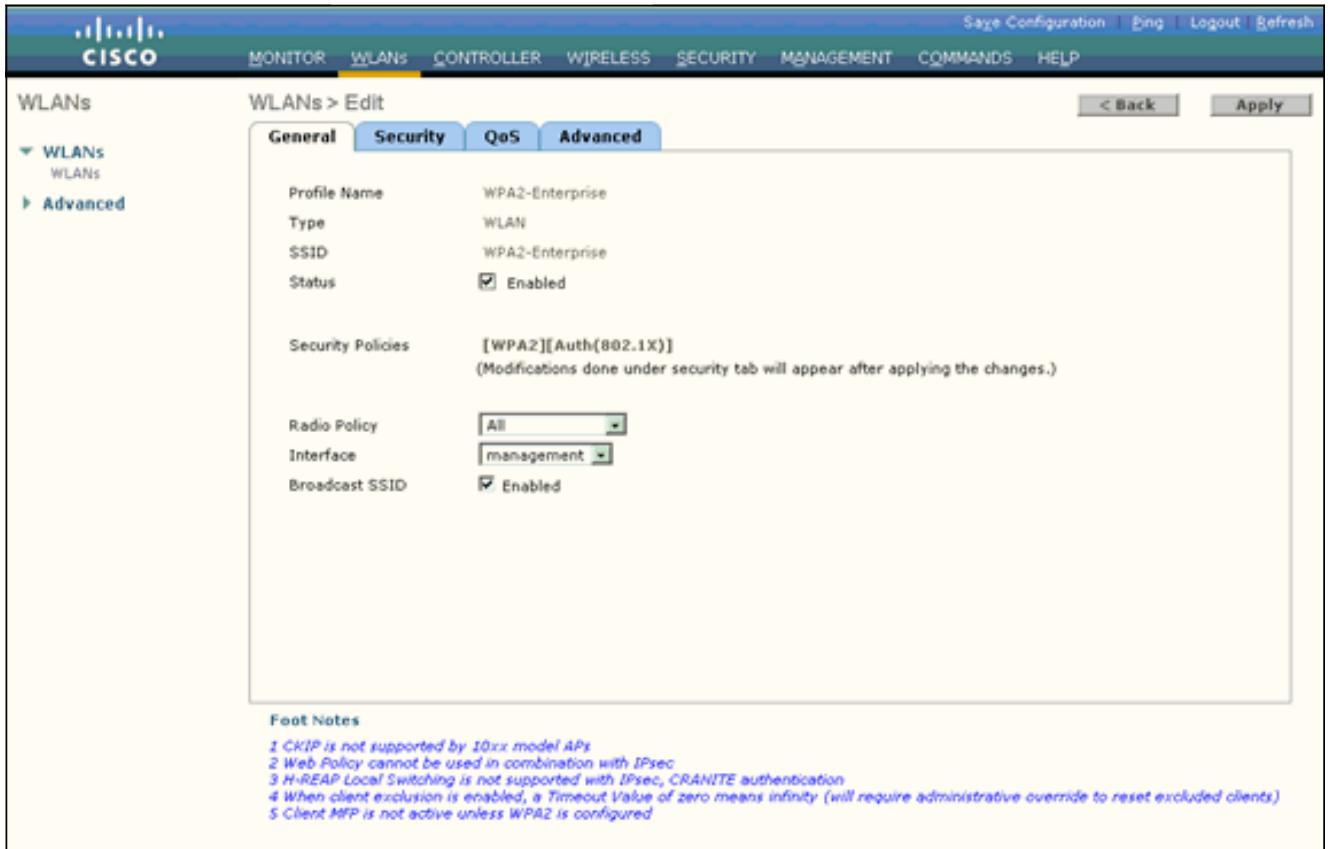 Save Configuration | Ping | Logout | Refresh
CISCO
MONITOR WLANs CONTROLLER WIRELESS SECURITY MANAGEMENT COMMANDS HELP
WLANs
WLANs > Edit
< Back
Apply
General Security QoS Advanced
WLANs
WLANs
Advanced
Profile Name WPA2-Enterprise
Type WLAN
SSID WPA2-Enterprise
Status Enabled
Security Policies [WPA2][Auth(802.1X)]
(Modifications done under security tab will appear after applying the changes.)
Radio Policy All
Interface management
Broadcast SSID Enabled
Foot Notes
1 CKIP is not supported by 10xx model APs
2 Web Policy cannot be used in combination with IPsec
3 H-REAP Local Switching is not supported with IPsec, CRANITE authentication
4 When client exclusion is enabled, a Timeout Value of zero means infinity (will require administrative override to reset excluded clients)
5 Client MFP is not active unless WPA2 is configured